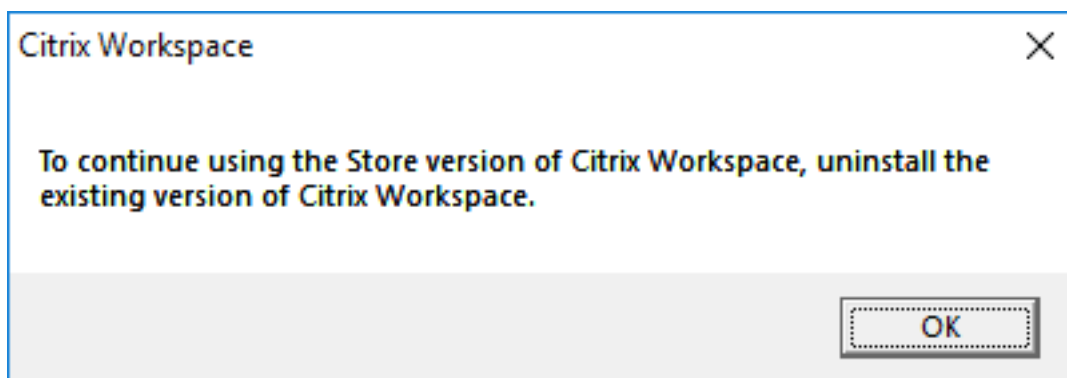 Citrix Workspace
To continue using the Store version of Citrix Workspace, uninstall the
existing version of Citrix Workspace.
OK